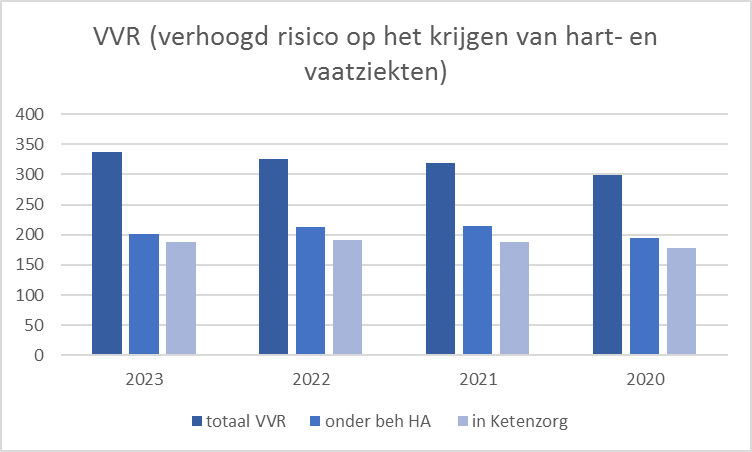 VVR (verhoogd risico op het krijgen van hart- en
vaatziekten)
400
350
300
250
200
150
100
50
0
2023 2022 2021 2020
totaal VVR onder beh HA in Ketenzorg